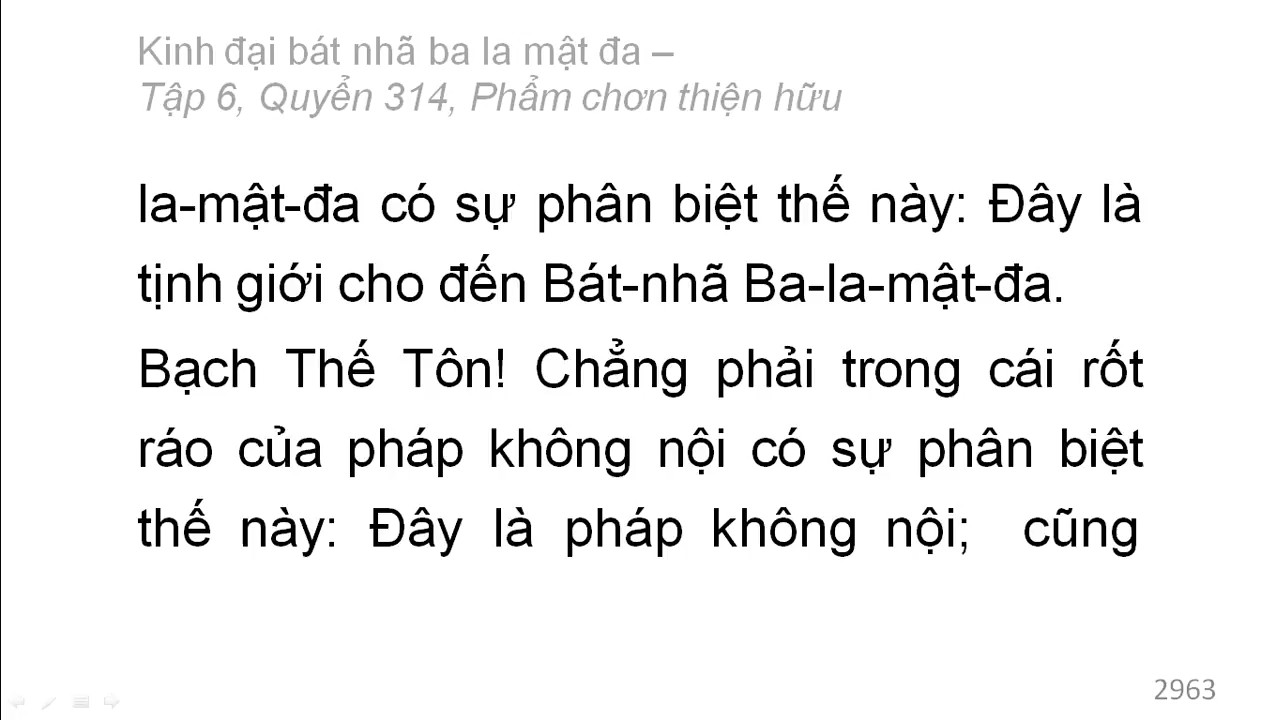 Kinh đại bát nhã ba la mật đa –
Tập 6, Quyển 314, Phẩm chơn thiện hữu
la-mật-đa có sự phân biệt thế này: Đây là
tịnh giới cho đến Bát-nhã Ba-la-mật-đa.
Bạch Thế Tôn! Chẳng phải trong cái rốt
ráo của pháp không nội có sự phân biệt
thế này: Đây là pháp không nội; cũng
2963